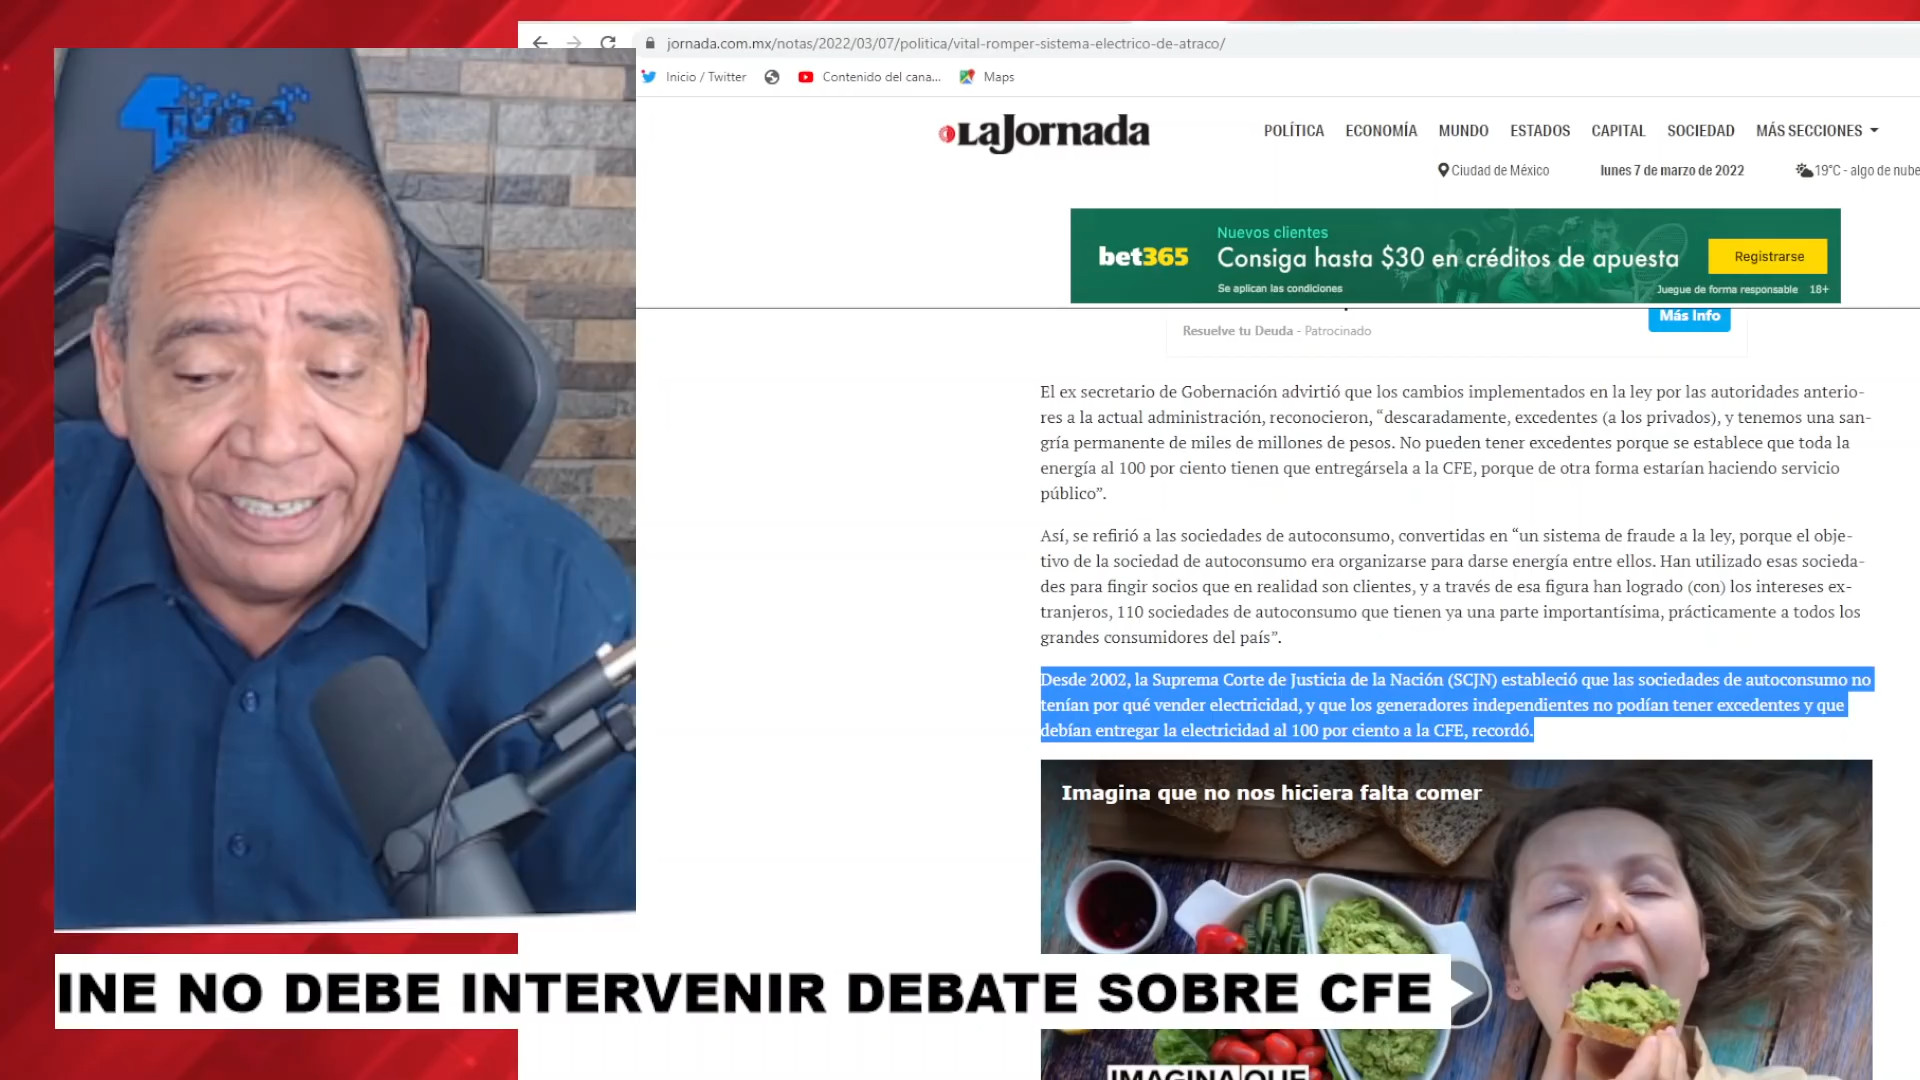 jornada.com.mx/notas/2022/03/07/politica/vital-romper-sistema-electrico-de-atraco/
Inicio / Twitter
Contenido del cana...
Maps
La Jornada
POLÍTICA ECONOMÍA MUNDO ESTADOS CAPITAL SOCIEDAD MÁS SECCIONES
Ciudad de México lunes 7 de marzo de 2022 19°C - algo de nube
bet365
Nuevos clientes
Consiga hasta $30 en créditos de apuesta
Se aplican las condiciones
Registrarse
Juegue de forma responsable 18+
Resuelve tu Deuda - Patrocinado
Más Info
El ex secretario de Gobernación advirtió que los cambios implementados en la ley por las autoridades anterio-
res a la actual administración, reconocieron, “descaradamente, excedentes (a los privados), y tenemos una san-
gría permanente de miles de millones de pesos. No pueden tener excedentes porque se establece que toda la
energía al 100 por ciento tienen que entregársela a la CFE, porque de otra forma estarían haciendo servicio
público”.
Así, se refirió a las sociedades de autoconsumo, convertidas en “un sistema de fraude a la ley, porque el obje-
tivo de la sociedad de autoconsumo era organizarse para darse energía entre ellos. Han utilizado esas socieda-
des para fingir socios que en realidad son clientes, y a través de esa figura han logrado (con) los intereses ex-
tranjeros, 110 sociedades de autoconsumo que tienen ya una parte importantísima, prácticamente a todos los
grandes consumidores del país”.
Desde 2002, la Suprema Corte de Justicia de la Nación (SCJN) estableció que las sociedades de autoconsumo no
tenían por qué vender electricidad, y que los generadores independientes no podían tener excedentes y que
debían entregar la electricidad al 100 por ciento a la CFE, recordó.
Imagina que no nos hiciera falta comer
INE NO DEBE INTERVENIR DEBATE SOBRE CFE
IMAGINA QUE